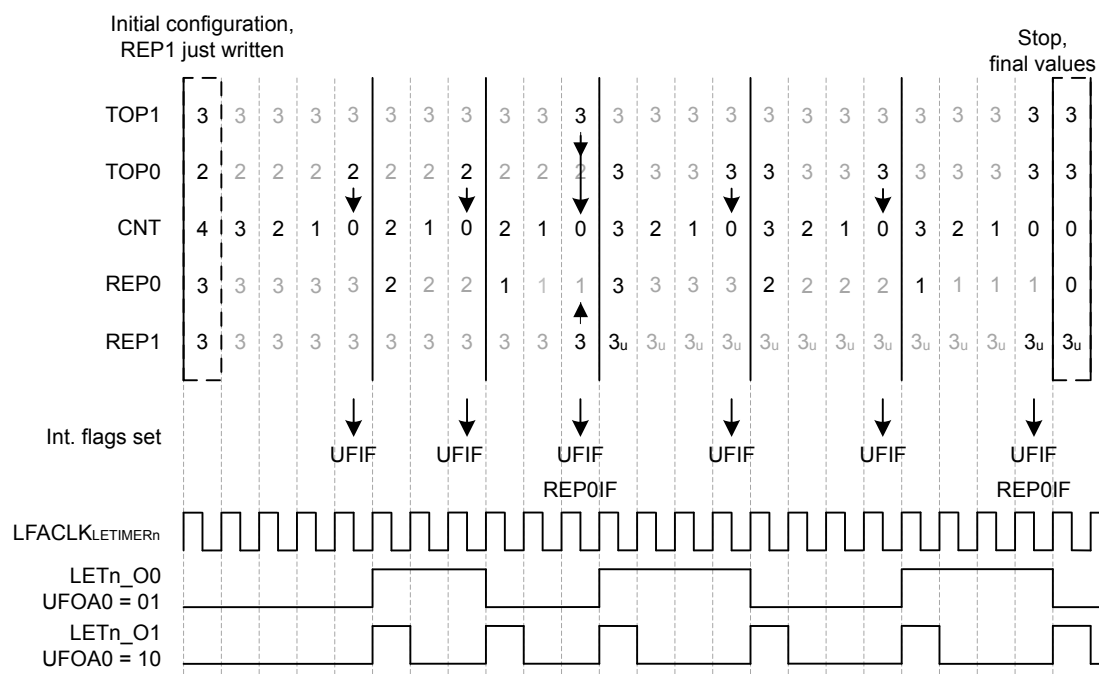 Initial configuration,
REP1 just written
Stop,
final values
TOP1 3 3 3 3 3 3 3 3 3 3 3 3 3 3 3 3 3 3 3 3 3 3 3 3
TOP0 2 2 2 2 2 2 2 2 2 2 2 3 3 3 3 3 3 3 3 3 3 3 3 3
CNT 4 3 2 1 0 2 1 0 2 1 0 3 2 1 0 3 2 1 0 3 2 1 0 0
REP0 3 3 3 3 3 2 2 2 1 1 1 3 3 3 3 2 2 2 2 1 1 1 1 0
REP1 3 3 3 3 3 3 3 3 3 3 3 3u 3u 3u 3u 3u 3u 3u 3u 3u 3u 3u 3u 3u
Int. flags set
UFIF UFIF UFIF UFIF UFIF UFIF
REP0IF REP0IF
LFACLKLETIMERn
LETn_O0
UFOA0 = 01
LETn_O1
UFOA0 = 10